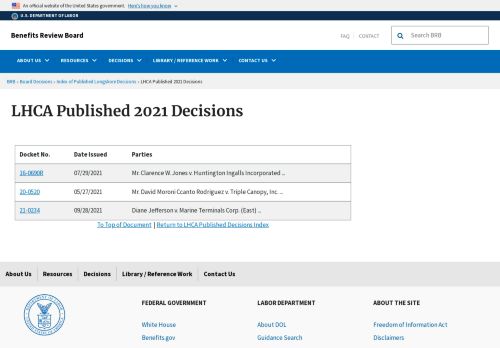 An official website of the United States government. Here's how you know
U.S. DEPARTMENT OF LABOR
Benefits Review Board
FAQ CONTACT
Search BRB
ABOUT US RESOURCES DECISIONS LIBRARY / REFERENCE WORK CONTACT US
BRB » Board Decisions » Index of Published Longshore Decisions » LHCA Published 2021 Decisions
LHCA Published 2021 Decisions
Docket No. Date Issued Parties
16-0690R 07/29/2021 Mr. Clarence W. Jones v. Huntington Ingalls Incorporated ...
20-0520 05/27/2021 Mr. David Moroni Ccanto Rodriguez v. Triple Canopy, Inc. ...
21-0234 09/28/2021 Diane Jefferson v. Marine Terminals Corp. (East) ...
To Top of Document | Return to LHCA Published Decisions Index
About Us Resources Decisions Library / Reference Work Contact Us
FEDERAL GOVERNMENT LABOR DEPARTMENT ABOUT THE SITE
White House About DOL Freedom of Information Act
Benefits.gov Guidance Search Disclaimers